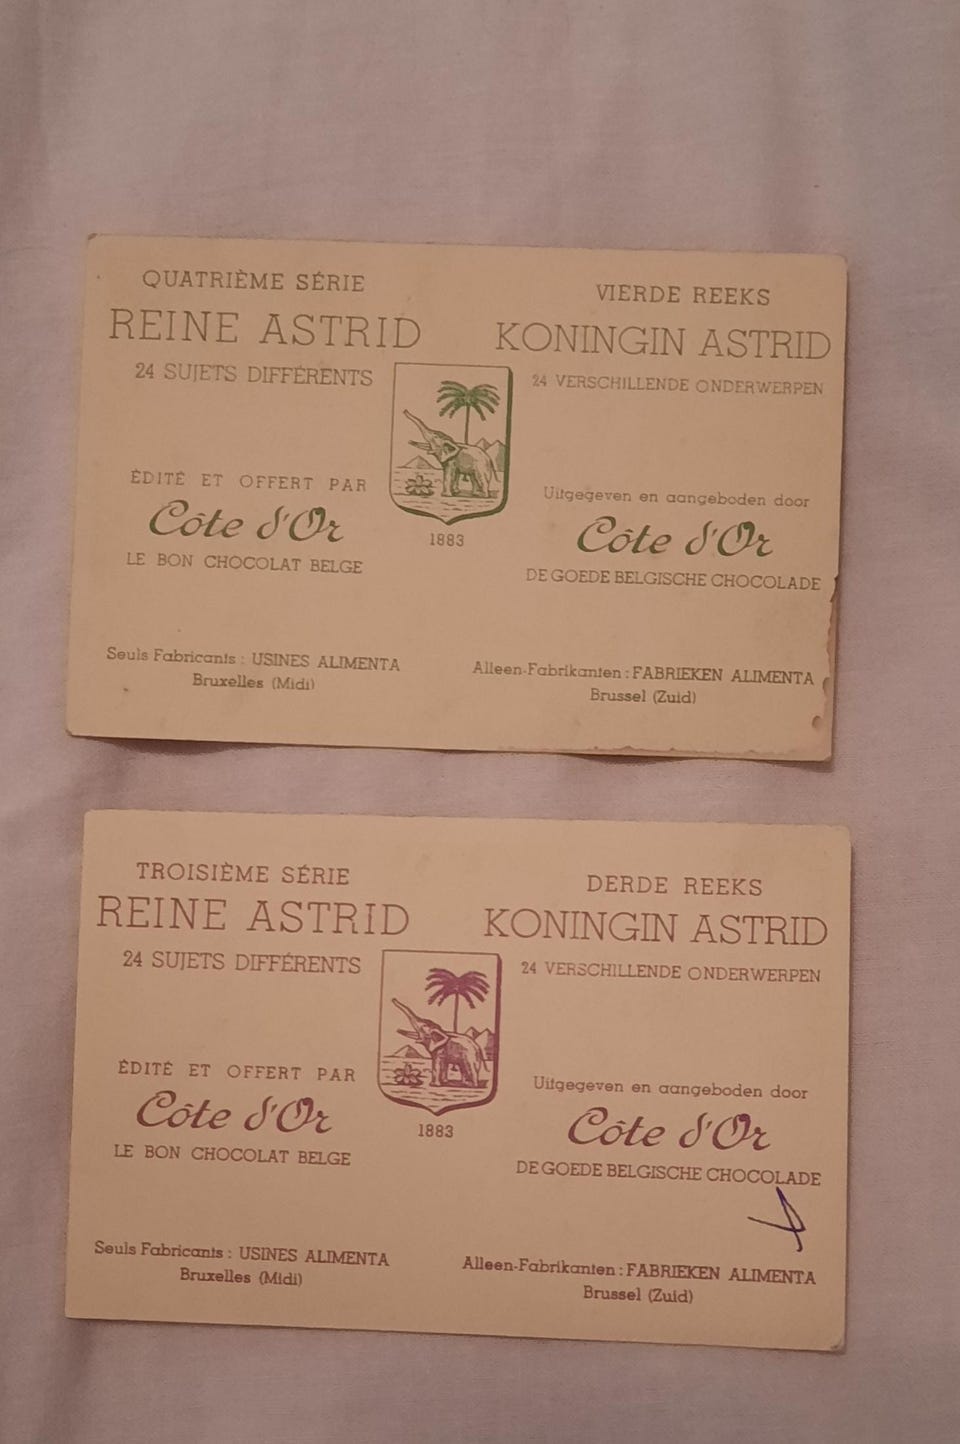 QUATRIÈME SÉRIE
REINE ASTRID
24 SUJETS DIFFÉRENTS
ÉDITÉ ET OFFERT PAR
Côte d'Or
LE BON CHOCOLAT BELGE
Seuls Fabricants : USINES ALIMENTA
Bruxelles (Midi)
1883
VIERDE REEKS
KONINGIN ASTRID
24 VERSCHILLENDE ONDERWERPEN
Uitgegeven en aangeboden door
Côte d'Or
DE GOEDE BELGISCHE CHOCOLADE
Alleen-Fabrikanten : FABRIEKEN ALIMENTA
Brussel (Zuid)
TROISIÈME SÉRIE
REINE ASTRID
24 SUJETS DIFFÉRENTS
ÉDITÉ ET OFFERT PAR
Côte d'Or
LE BON CHOCOLAT BELGE
Seuls Fabricants : USINES ALIMENTA
Bruxelles (Midi)
1883
DERDE REEKS
KONINGIN ASTRID
24 VERSCHILLENDE ONDERWERPEN
Uitgegeven en aangeboden door
Côte d'Or
DE GOEDE BELGISCHE CHOCOLADE
Alleen-Fabrikanten : FABRIEKEN ALIMENTA
Brussel (Zuid)